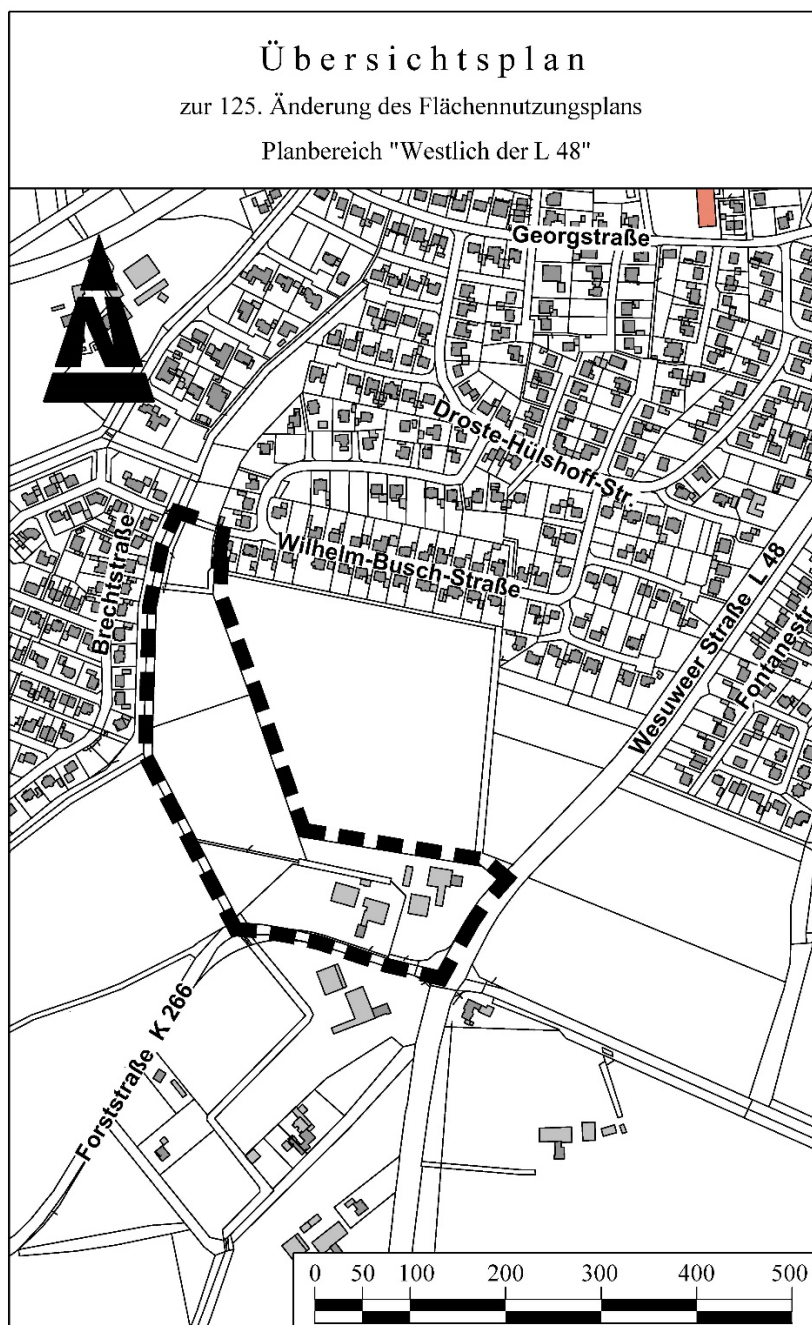 Übersichtsplan
zur 125. Änderung des Flächennutzungsplans
Planbereich "Westlich der L 48"
Georgstraße
N
Droste-Hülshoff-Str.
Wilhelm-Busch-Straße
Brechtstraße
Wesuweer Straße L 48
Fontanestr.
Forststraße K 266
0 50 100 200 300 400 500